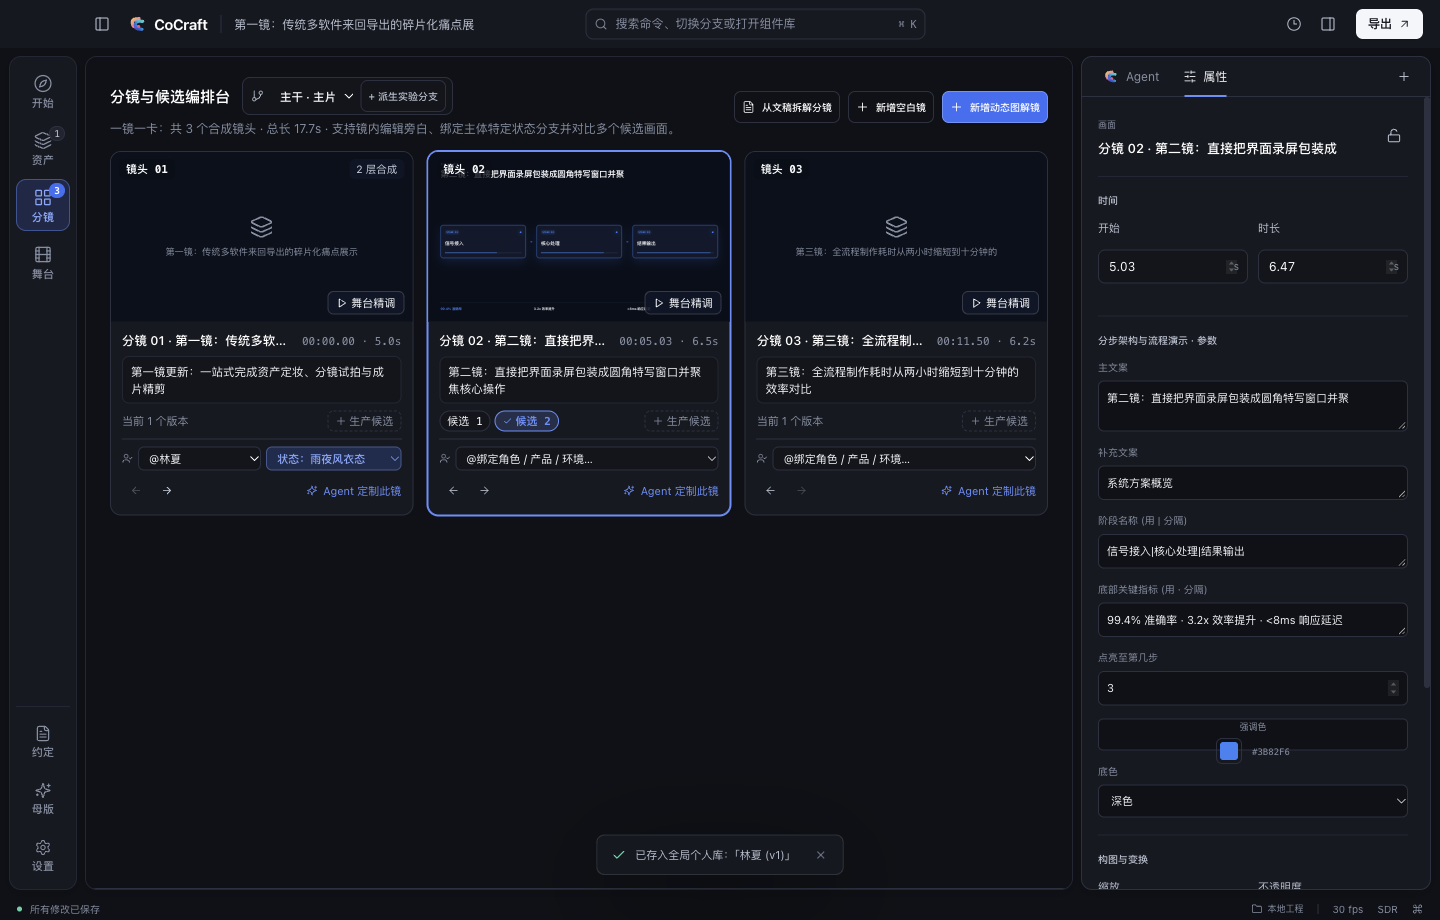 CoCraft
第一镜：传统多软件来回导出的碎片化痛点展
搜索命令、切换分支或打开组件库
⌘ K
导出
开始
1
资产
3
分镜
舞台
约定
母版
设置
分镜与候选编排台
主干 · 主片
+ 派生实验分支
一镜一卡：共 3 个合成镜头 · 总长 17.7s · 支持镜内编辑旁白、绑定主体特定状态分支并对比多个候选画面。
从文稿拆解分镜
新增空白镜
新增动态图解镜
镜头 01
2 层合成
第一镜：传统多软件来回导出的碎片化痛点展示
舞台精调
分镜 01 · 第一镜：传统多软...
00:00.00 · 5.0s
第一镜更新：一站式完成资产定妆、分镜试拍与成
片精剪
当前 1 个版本
生产候选
@林夏
状态：雨夜风衣态
Agent 定制此镜
镜头 02
把界面录屏包装成圆角特写窗口并聚
信号接入
核心处理
结果输出
舞台精调
分镜 02 · 第二镜：直接把界...
00:05.03 · 6.5s
第二镜：直接把界面录屏包装成圆角特写窗口并聚
焦核心操作
候选 1
候选 2
生产候选
@绑定角色 / 产品 / 环境...
Agent 定制此镜
镜头 03
第三镜：全流程制作耗时从两小时缩短到十分钟的
舞台精调
分镜 03 · 第三镜：全流程制...
00:11.50 · 6.2s
第三镜：全流程制作耗时从两小时缩短到十分钟的
效率对比
当前 1 个版本
生产候选
@绑定角色 / 产品 / 环境...
Agent 定制此镜
已存入全局个人库：「林夏 (v1)」
Agent
属性
画面
分镜 02 · 第二镜：直接把界面录屏包装成
时间
开始
时长
5.03
s
6.47
s
分步架构与流程演示 · 参数
主文案
第二镜：直接把界面录屏包装成圆角特写窗口并聚
补充文案
系统方案概览
阶段名称 (用 | 分隔)
信号接入|核心处理|结果输出
底部关键指标 (用 · 分隔)
99.4% 准确率 · 3.2x 效率提升 · <8ms 响应延迟
点亮至第几步
3
强调色
#3B82F6
底色
深色
构图与变换
缩放
不透明度
所有修改已保存
本地工程
30 fps
SDR
⌘